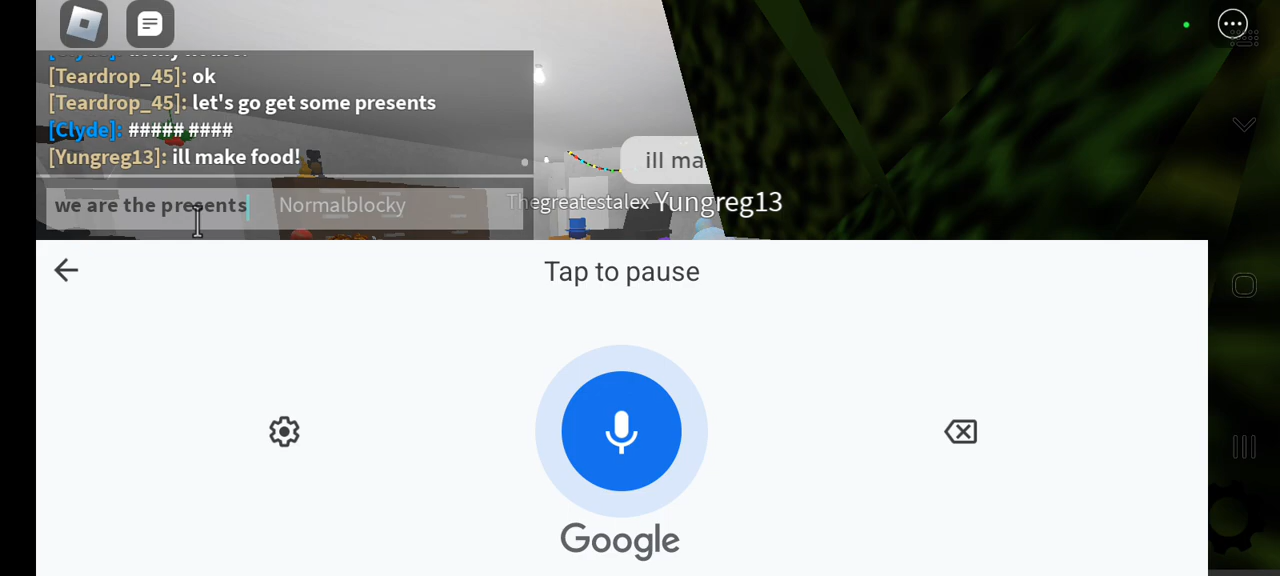 [Teardrop_45]: ok
[Teardrop_45]: let's go get some presents
[Clyde]: ##### ####
[Yungreg13]: ill make food!
ill ma
we are the presents
Normalblocky
Thegreatestalex
Yungreg13
Tap to pause
Google